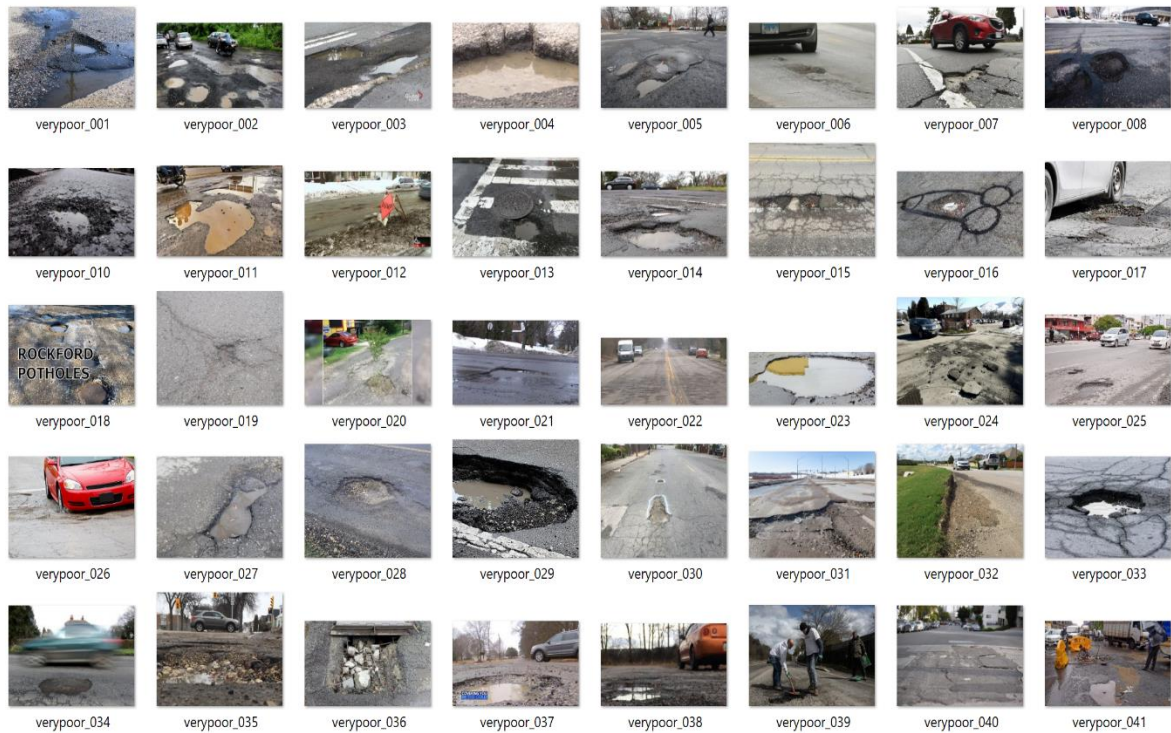 verypoor_001 verypoor_002 verypoor_003 verypoor_004 verypoor_005 verypoor_006 verypoor_007 verypoor_008
verypoor_010 verypoor_011 verypoor_012 verypoor_013 verypoor_014 verypoor_015 verypoor_016 verypoor_017
ROCKFORD
POTHOLES
verypoor_018 verypoor_019 verypoor_020 verypoor_021 verypoor_022 verypoor_023 verypoor_024 verypoor_025
verypoor_026 verypoor_027 verypoor_028 verypoor_029 verypoor_030 verypoor_031 verypoor_032 verypoor_033
verypoor_034 verypoor_035 verypoor_036 verypoor_037 verypoor_038 verypoor_039 verypoor_040 verypoor_041